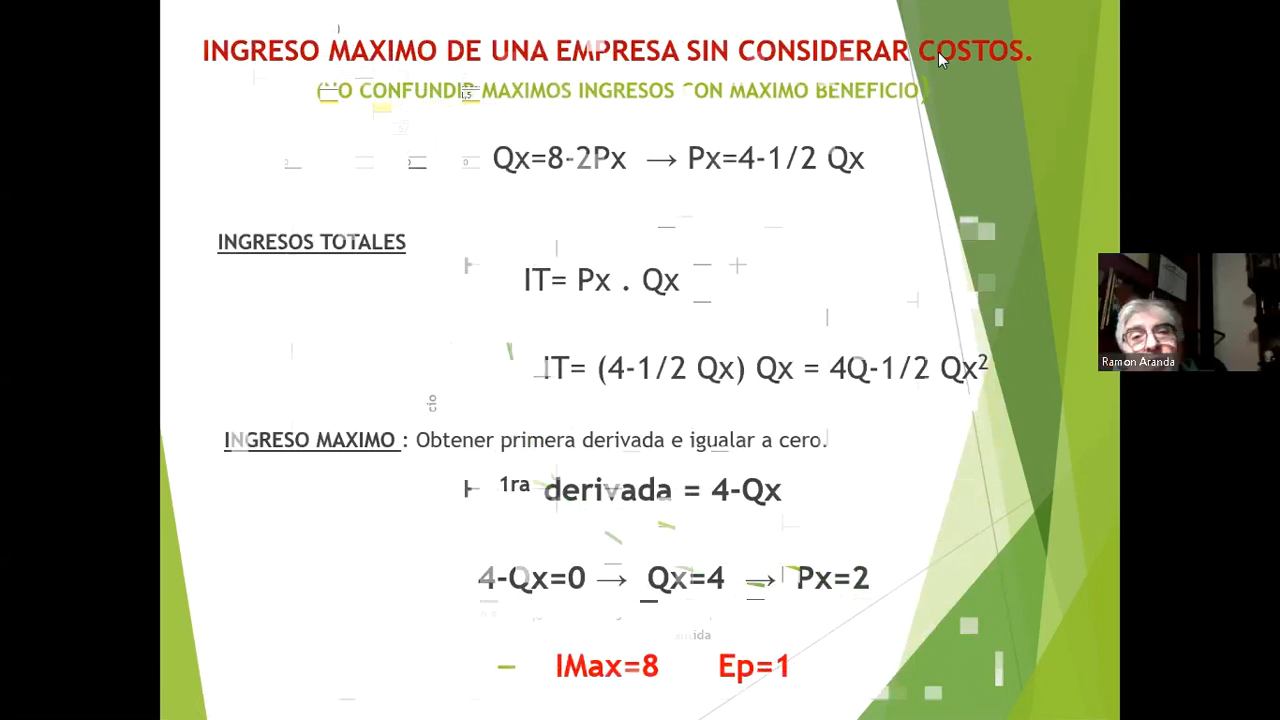 INGRESO MAXIMO DE UNA EMPRESA SIN CONSIDERAR COSTOS.
CONFUNDIR MAXIMOS INGRESOS CON MAXIMO BENEFICIO)
Qx=8-2Px → Px=4-1/2 Qx
INGRESOS TOTALES
IT= Px . Qx
IT= (4-1/2 Qx) Qx = 4Q-1/2 Qx²
INGRESO MAXIMO : Obtener primera derivada e igualar a cero.
1ra derivada = 4-Qx
4-Qx=0 → Qx=4 → Px=2
IMax=8 Ep=1
Ramon Aranda